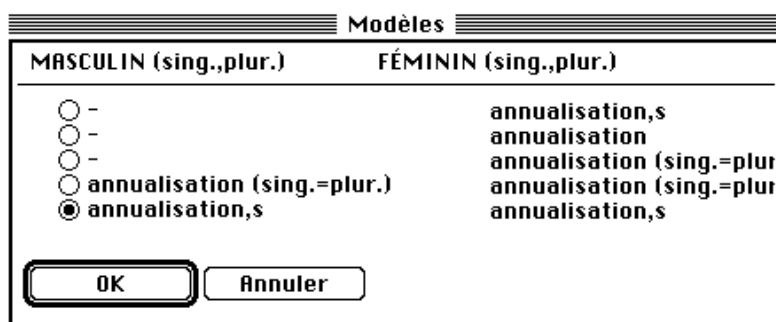 Modèles
MASCULIN (sing.,plur.) FÉMININ (sing.,plur.)
- annualisation,s
- annualisation
- annualisation (sing.=plur
annualisation (sing.=plur.) annualisation (sing.=plur
annualisation,s annualisation,s
OK Annuler